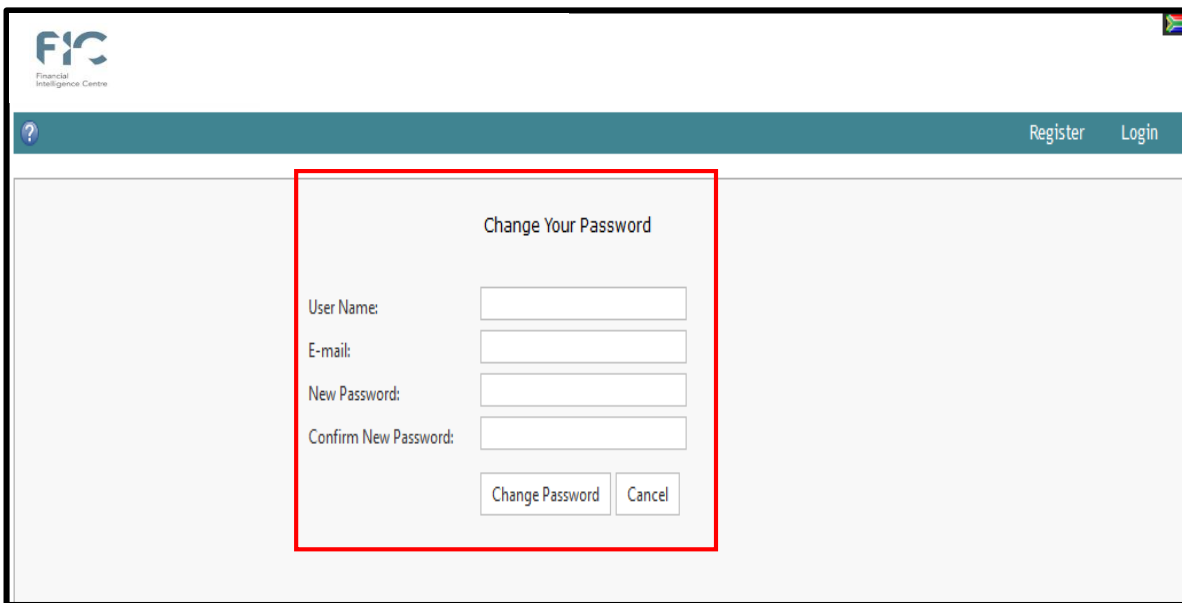 FIC
Financial
Intelligence Centre
?
Register Login
Change Your Password
User Name:
E-mail:
New Password:
Confirm New Password:
Change Password Cancel